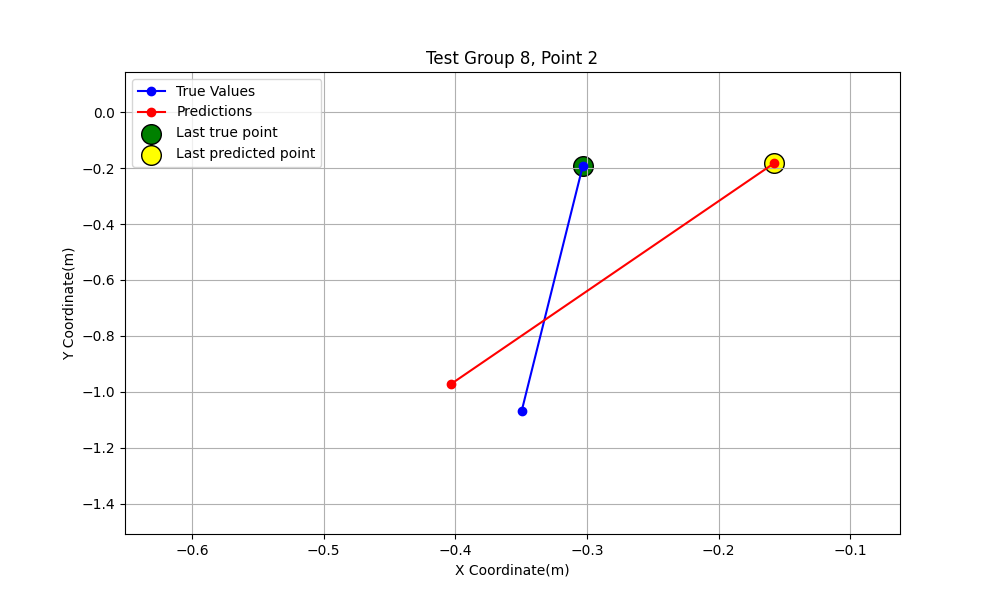 Test Group 8, Point 2
True Values
Predictions
Last true point
Last predicted point
0.0
−0.2
−0.4
−0.6
−0.8
−1.0
−1.2
−1.4
Y Coordinate(m)
−0.6 −0.5 −0.4 −0.3 −0.2 −0.1
X Coordinate(m)